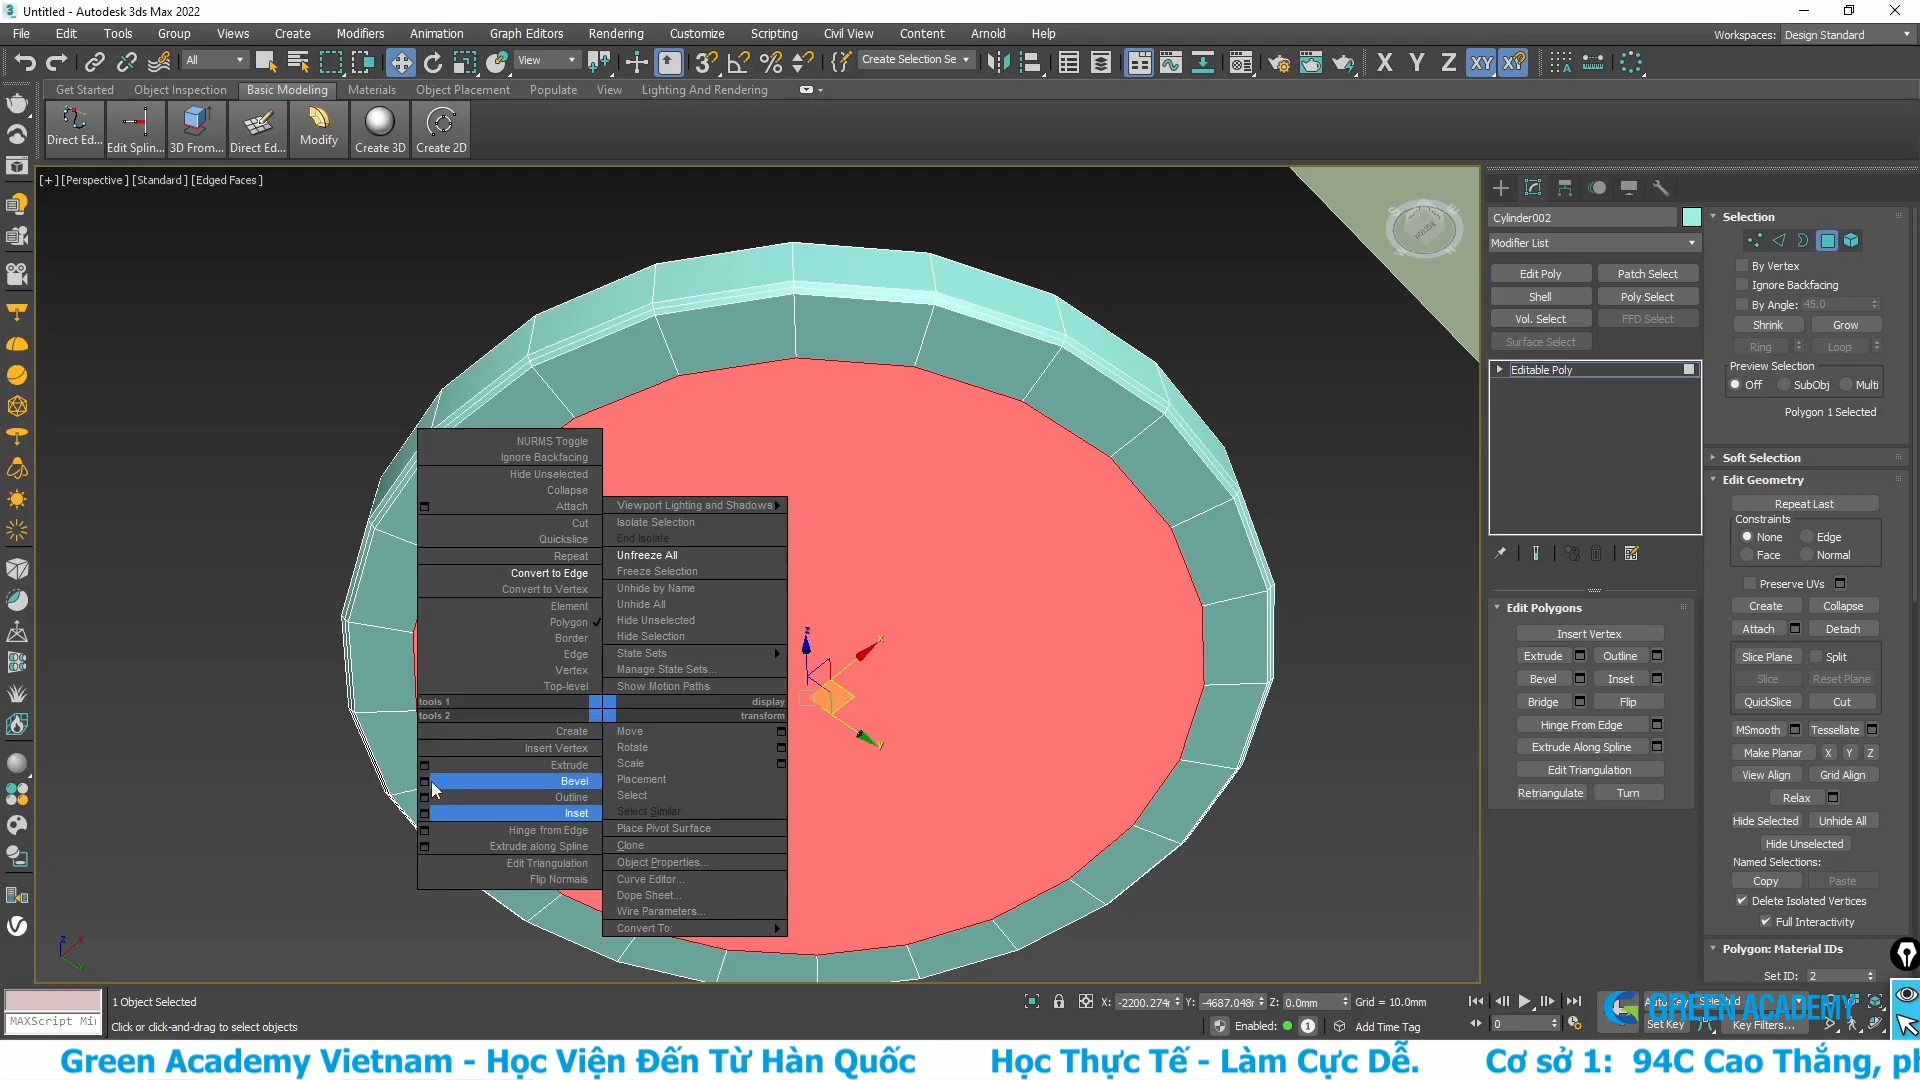 Untitled - Autodesk 3ds Max 2022
File Edit Tools Group Views Create Modifiers Animation Graph Editors Rendering Customize Scripting Civil View Content Arnold Help
Workspaces: Design Standard
All View Create Selection Se X Y Z XY
Get Started Object Inspection Basic Modeling Materials Object Placement Populate View Lighting And Rendering
Direct Ed... Edit Splin... 3D From... Direct Ed... Modify Create 3D Create 2D
[+] [Perspective ] [Standard ] [Edged Faces ]
NURMS Toggle
Ignore Backfacing
Hide Unselected
Collapse
Attach
Cut
Quickslice
Repeat
Convert to Edge
Convert to Vertex
Element
Polygon
Border
Edge
Vertex
Top-level
tools 1
tools 2
Create
Insert Vertex
Extrude
Bevel
Outline
Inset
Hinge from Edge
Extrude along Spline
Edit Triangulation
Flip Normals
Viewport Lighting and Shadows
Isolate Selection
End Isolate
Unfreeze All
Freeze Selection
Unhide by Name
Unhide All
Hide Unselected
Hide Selection
State Sets
Manage State Sets...
Show Motion Paths
display
transform
Move
Rotate
Scale
Placement
Select
Select Similar
Place Pivot Surface
Clone
Object Properties...
Curve Editor...
Dope Sheet...
Wire Parameters...
Convert To:
z
x
y
z
x
y
Cylinder002
Modifier List
Edit Poly Patch Select
Shell Poly Select
Vol. Select FFD Select
Surface Select
Editable Poly
Edit Polygons
Insert Vertex
Extrude Outline
Bevel Inset
Bridge Flip
Hinge From Edge
Extrude Along Spline
Edit Triangulation
Retriangulate Turn
Selection
By Vertex
Ignore Backfacing
By Angle: 45.0
Shrink Grow
Ring Loop
Preview Selection
Off SubObj Multi
Polygon 1 Selected
Soft Selection
Edit Geometry
Repeat Last
Constraints
None Edge
Face Normal
Preserve UVs
Create Collapse
Attach Detach
Slice Plane Split
Slice Reset Plane
QuickSlice Cut
MSmooth Tessellate
Make Planar X Y Z
View Align Grid Align
Relax
Hide Selected Unhide All
Hide Unselected
Named Selections:
Copy Paste
Delete Isolated Vertices
Full Interactivity
Polygon: Material IDs
Set ID: 2
1 Object Selected
X: -2200.274r Y: -4687.048r Z: 0.0mm Grid = 10.0mm
MAXScript Mi
Click or click-and-drag to select objects
Enabled: 1 Add Time Tag
0
Auto Key Selected
Set Key Key Filters...
GREEN ACADEMY
Green Academy Vietnam - Học Viện Đến Từ Hàn Quốc Học Thực Tế - Làm Cực Dễ. Cơ sở 1: 94C Cao Thắng, ph